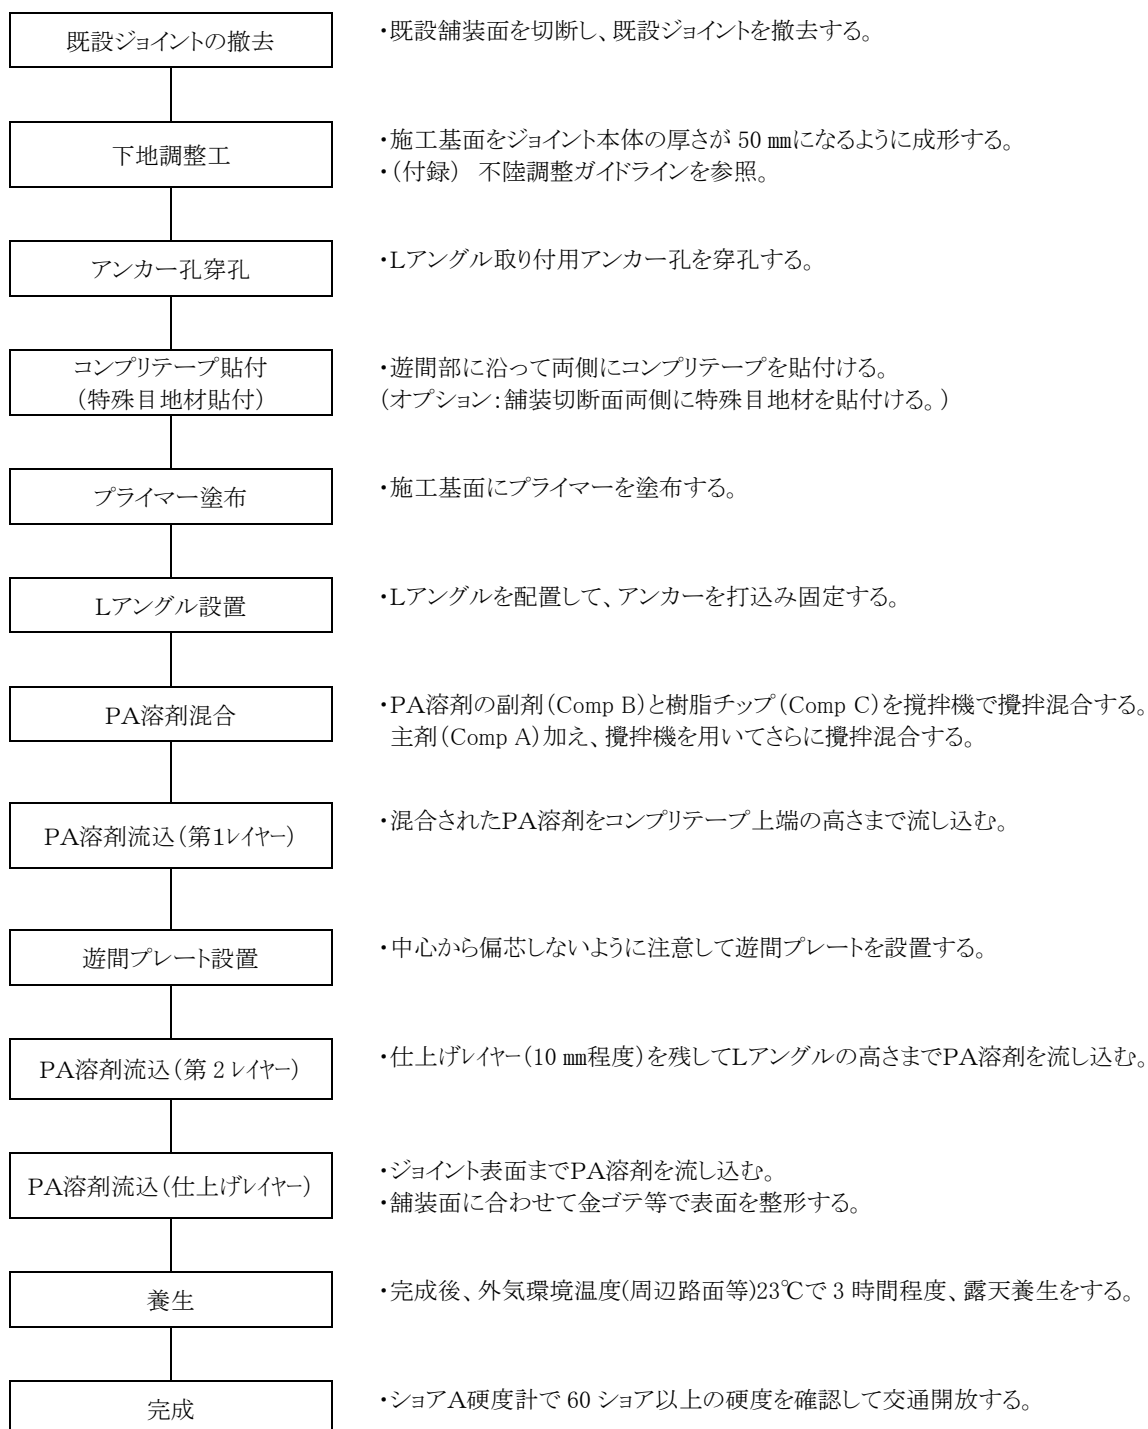 既設ジョイントの撤去
・既設舗装面を切断し、既設ジョイントを撤去する。
下地調整工
・施工基面をジョイント本体の厚さが 50 ㎜になるように成形する。
・(付録) 不陸調整ガイドラインを参照。
アンカー孔穿孔
・Lアングル取り付用アンカー孔を穿孔する。
コンプリテープ貼付
(特殊目地材貼付)
・遊間部に沿って両側にコンプリテープを貼付ける。
(オプション:舗装切断面両側に特殊目地材を貼付ける。)
プライマー塗布
・施工基面にプライマーを塗布する。
Lアングル設置
・Lアングルを配置して、アンカーを打込み固定する。
PA溶剤混合
・PA溶剤の副剤(Comp B)と樹脂チップ(Comp C)を撹拌機で攪拌混合する。
主剤(Comp A)加え、攪拌機を用いてさらに攪拌混合する。
PA溶剤流込(第1レイヤー)
・混合されたPA溶剤をコンプリテープ上端の高さまで流し込む。
遊間プレート設置
・中心から偏芯しないように注意して遊間プレートを設置する。
PA溶剤流込(第 2 レイヤー)
・仕上げレイヤー(10 ㎜程度)を残してLアングルの高さまでPA溶剤を流し込む。
PA溶剤流込(仕上げレイヤー)
・ジョイント表面までPA溶剤を流し込む。
・舗装面に合わせて金ゴテ等で表面を整形する。
養生
・完成後、外気環境温度(周辺路面等)23℃で 3 時間程度、露天養生をする。
完成
・ショアA硬度計で 60 ショア以上の硬度を確認して交通開放する。